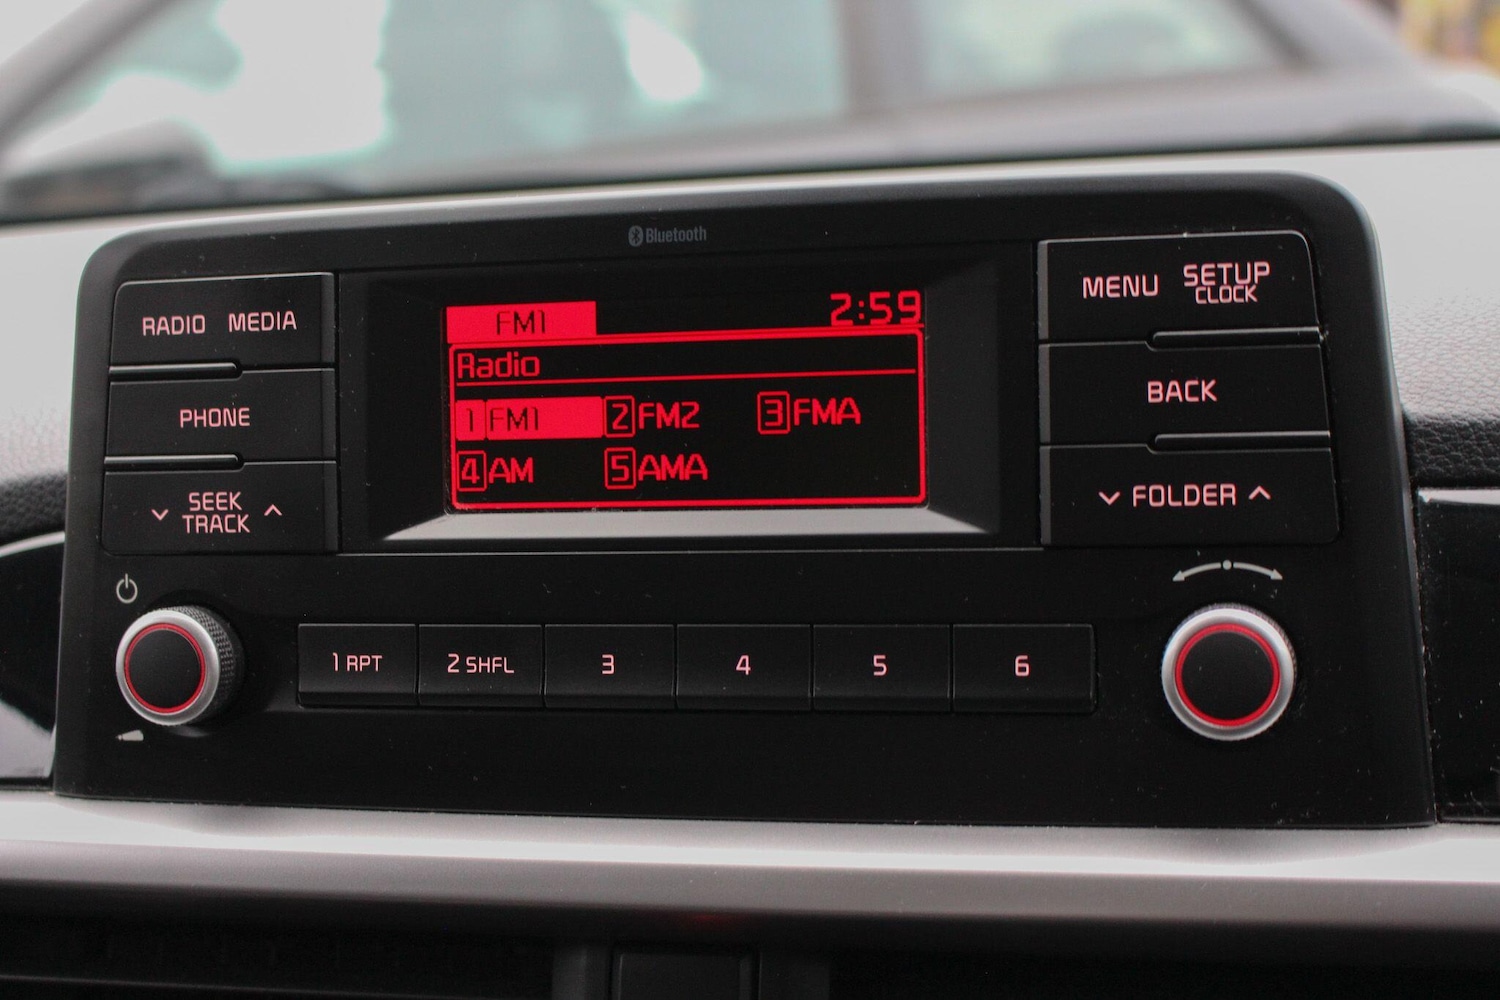 Bluetooth
RADIO MEDIA
PHONE
SEEK
TRACK
FM1 2:59
Radio
1 FM1 2 FM2 3 FMA
4 AM 5 AMA
MENU SETUP
CLOCK
BACK
FOLDER
1 RPT 2 SHFL 3 4 5 6